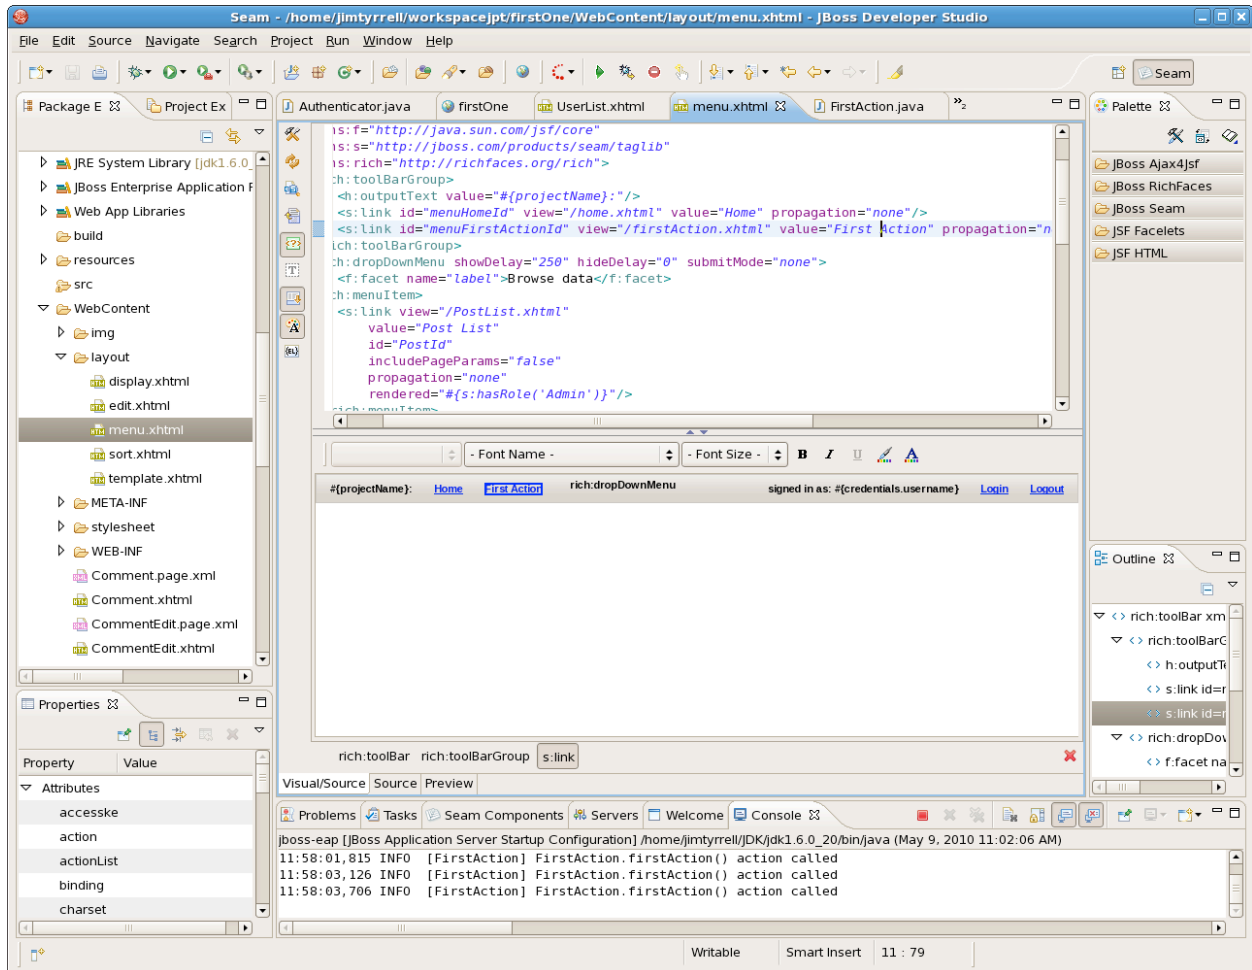 Seam - /home/jimtyrrell/workspacejpt/firstOne/WebContent/layout/menu.xhtml - JBoss Developer Studio
File Edit Source Navigate Search Project Run Window Help
Seam
Package E Project Ex
JRE System Library [jdk1.6.0_
JBoss Enterprise Application F
Web App Libraries
build
resources
src
WebContent
img
layout
display.xhtml
edit.xhtml
menu.xhtml
sort.xhtml
template.xhtml
META-INF
stylesheet
WEB-INF
Comment.page.xml
Comment.xhtml
CommentEdit.page.xml
CommentEdit.xhtml
Properties
Property Value
Attributes
accesske
action
actionList
binding
charset
Authenticator.java firstOne UserList.xhtml menu.xhtml FirstAction.java »2
ns:f="http://java.sun.com/jsf/core"
ns:s="http://jboss.com/products/seam/taglib"
ns:rich="http://richfaces.org/rich">
ch:toolBarGroup>
<h:outputText value="#{projectName}:"/>
<s:link id="menuHomeId" view="/home.xhtml" value="Home" propagation="none"/>
<s:link id="menuFirstActionId" view="/firstAction.xhtml" value="First Action" propagation="n
ich:toolBarGroup>
ch:dropDownMenu showDelay="250" hideDelay="0" submitMode="none">
<f:facet name="label">Browse data</f:facet>
ch:menuItem>
<s:link view="/PostList.xhtml"
value="Post List"
id="PostId"
includePageParams="false"
propagation="none"
rendered="#{s:hasRole('Admin')}"/>
rich:menuItem>
- Font Name - - Font Size - B I U A
#{projectName}: Home First Action rich:dropDownMenu signed in as: #{credentials.username} Login Logout
rich:toolBar rich:toolBarGroup s:link
Visual/Source Source Preview
Palette
JBoss Ajax4Jsf
JBoss RichFaces
JBoss Seam
JSF Facelets
JSF HTML
Outline
rich:toolBar xm
rich:toolBarG
h:outputTe
s:link id=r
s:link id=r
rich:dropDov
f:facet na
Problems Tasks Seam Components Servers Welcome Console
jboss-eap [JBoss Application Server Startup Configuration] /home/jimtyrrell/JDK/jdk1.6.0_20/bin/java (May 9, 2010 11:02:06 AM)
11:58:01,815 INFO [FirstAction] FirstAction.firstAction() action called
11:58:03,126 INFO [FirstAction] FirstAction.firstAction() action called
11:58:03,706 INFO [FirstAction] FirstAction.firstAction() action called
Writable Smart Insert 11 : 79